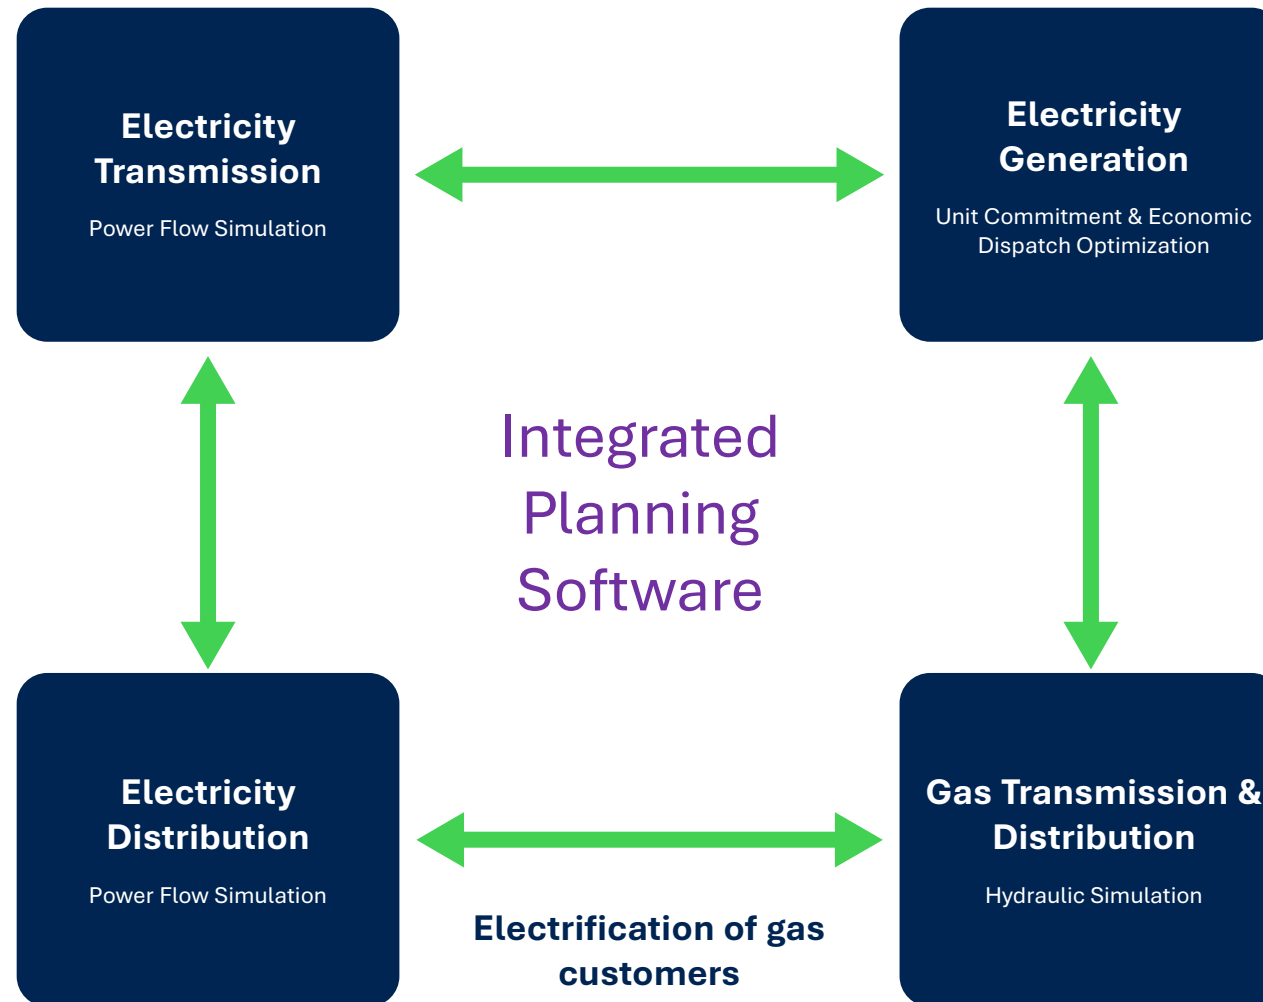 Electricity
Transmission
Power Flow Simulation
Electricity
Generation
Unit Commitment & Economic
Dispatch Optimization
Integrated
Planning
Software
Electricity
Distribution
Power Flow Simulation
Gas Transmission &
Distribution
Hydraulic Simulation
Electrification of gas
customers